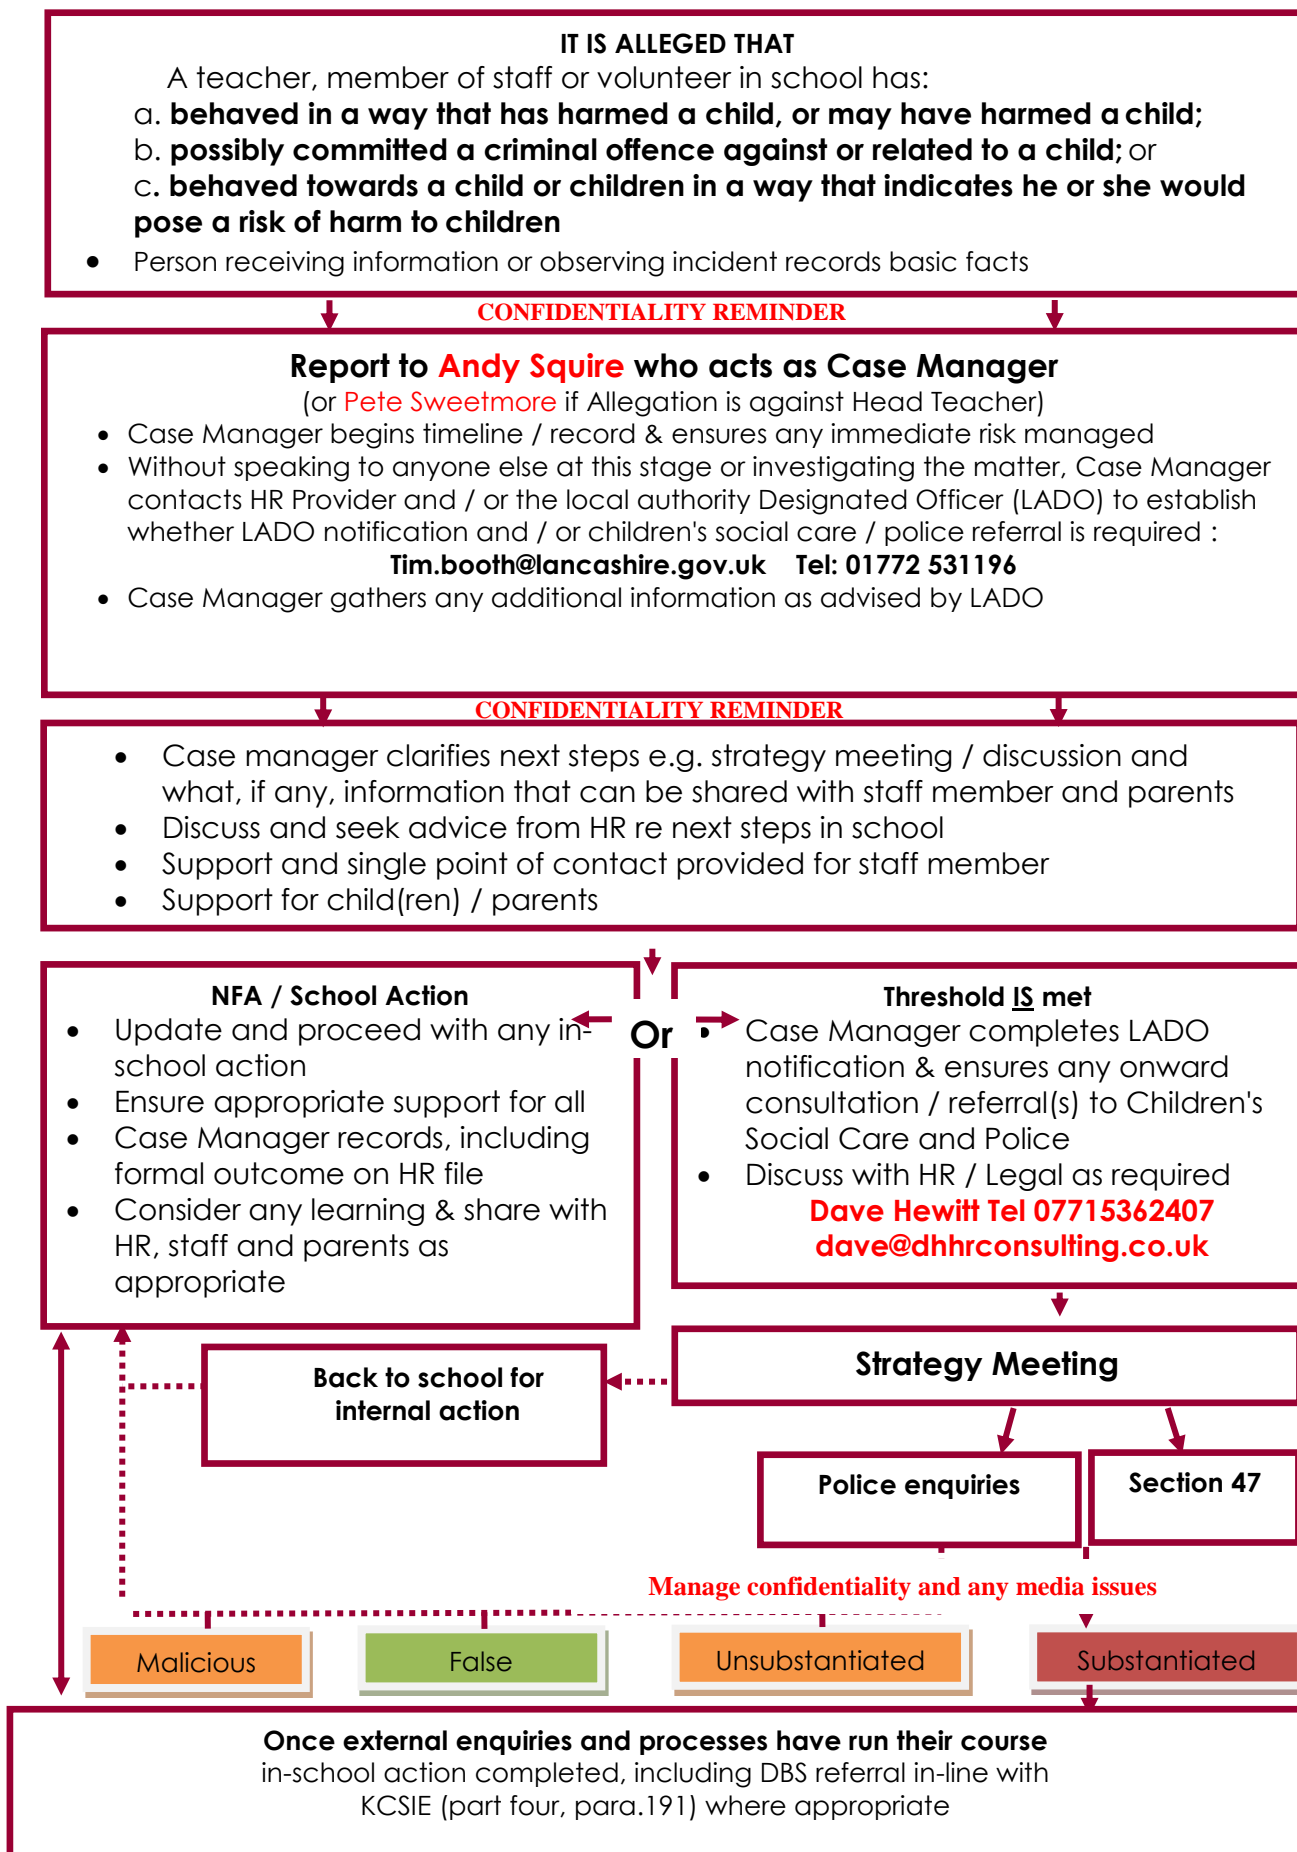 IT IS ALLEGED THAT
A teacher, member of staff or volunteer in school has:
a. behaved in a way that has harmed a child, or may have harmed a child;
b. possibly committed a criminal offence against or related to a child; or
c. behaved towards a child or children in a way that indicates he or she would
pose a risk of harm to children
• Person receiving information or observing incident records basic facts
CONFIDENTIALITY REMINDER
Report to Andy Squire who acts as Case Manager
(or Pete Sweetmore if Allegation is against Head Teacher)
• Case Manager begins timeline / record & ensures any immediate risk managed
• Without speaking to anyone else at this stage or investigating the matter, Case Manager
contacts HR Provider and / or the local authority Designated Officer (LADO) to establish
whether LADO notification and / or children's social care / police referral is required :
Tim.booth@lancashire.gov.uk Tel: 01772 531196
• Case Manager gathers any additional information as advised by LADO
CONFIDENTIALITY REMINDER
• Case manager clarifies next steps e.g. strategy meeting / discussion and
what, if any, information that can be shared with staff member and parents
• Discuss and seek advice from HR re next steps in school
• Support and single point of contact provided for staff member
• Support for child(ren) / parents
NFA / School Action
• Update and proceed with any in-
school action
• Ensure appropriate support for all
• Case Manager records, including
formal outcome on HR file
• Consider any learning & share with
HR, staff and parents as
appropriate
Or
Threshold IS met
• Case Manager completes LADO
notification & ensures any onward
consultation / referral(s) to Children's
Social Care and Police
• Discuss with HR / Legal as required
Dave Hewitt Tel 07715362407
dave@dhhrconsulting.co.uk
Strategy Meeting
Back to school for
internal action
Police enquiries
Section 47
Manage confidentiality and any media issues
Malicious
False
Unsubstantiated
Substantiated
Once external enquiries and processes have run their course
in-school action completed, including DBS referral in-line with
KCSIE (part four, para.191) where appropriate